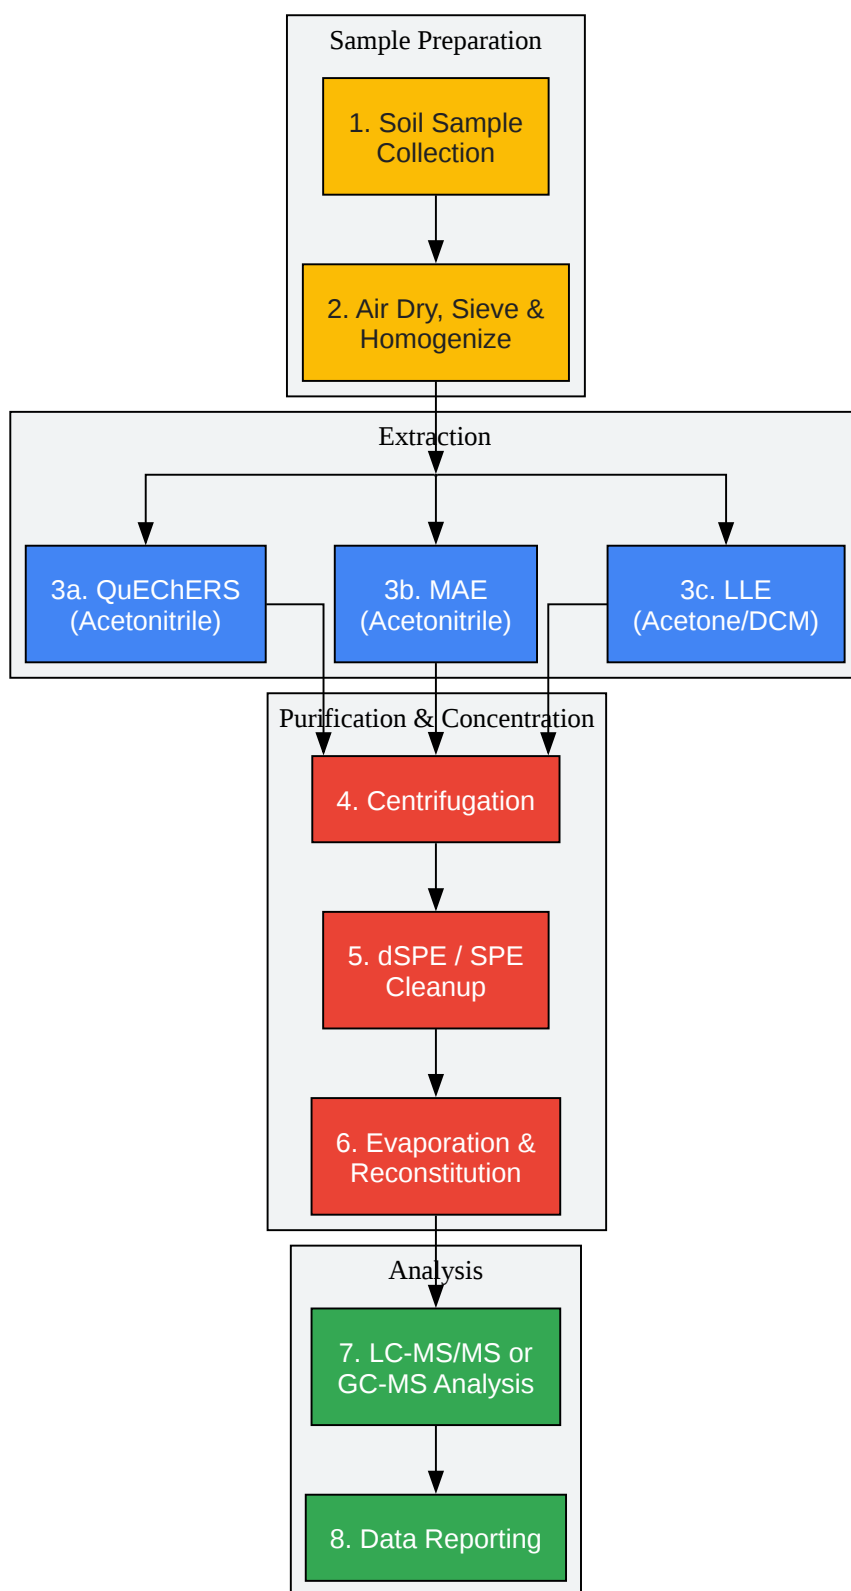 Sample Preparation
1. Soil Sample
Collection
2. Air Dry, Sieve &
Homogenize
Extraction
3a. QuEChERS
(Acetonitrile)
3b. MAE
(Acetonitrile)
3c. LLE
(Acetone/DCM)
Purification & Concentration
4. Centrifugation
5. dSPE / SPE
Cleanup
6. Evaporation &
Reconstitution
Analysis
7. LC-MS/MS or
GC-MS Analysis
8. Data Reporting